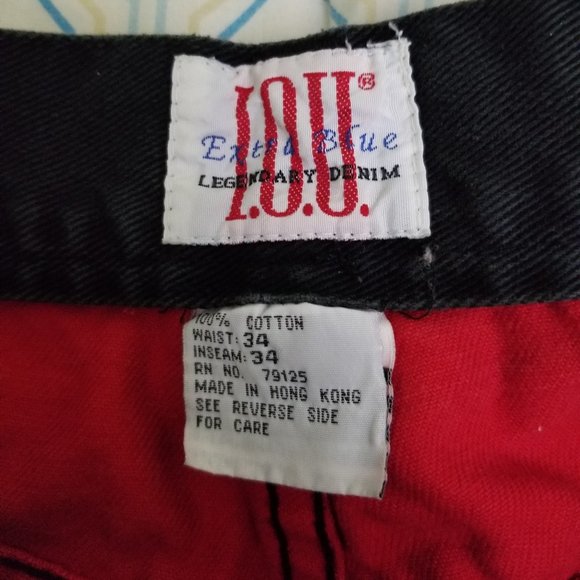 I.O.U.®
Extra Blue
LEGENDARY DENIM
100% COTTON
WAIST: 34
INSEAM: 34
RN NO. 79125
MADE IN HONG KONG
SEE REVERSE SIDE
FOR CARE